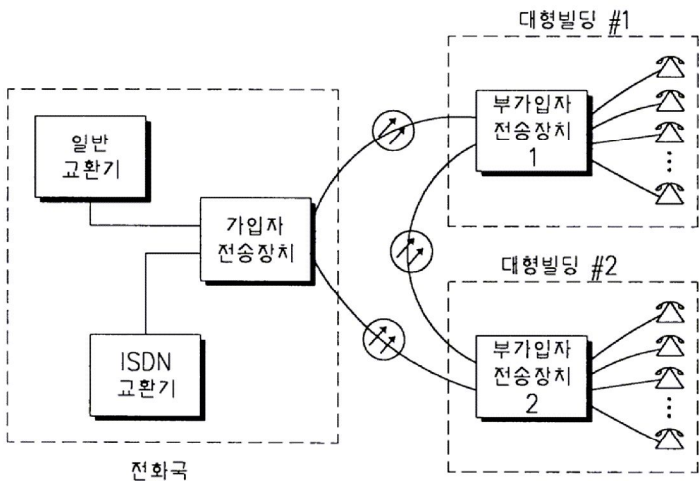 대형빌딩 #1
일반
교환기
가입자
전송장치
ISDN
교환기
전화국
부가입자
전송장치
1
대형빌딩 #2
부가입자
전송장치
2